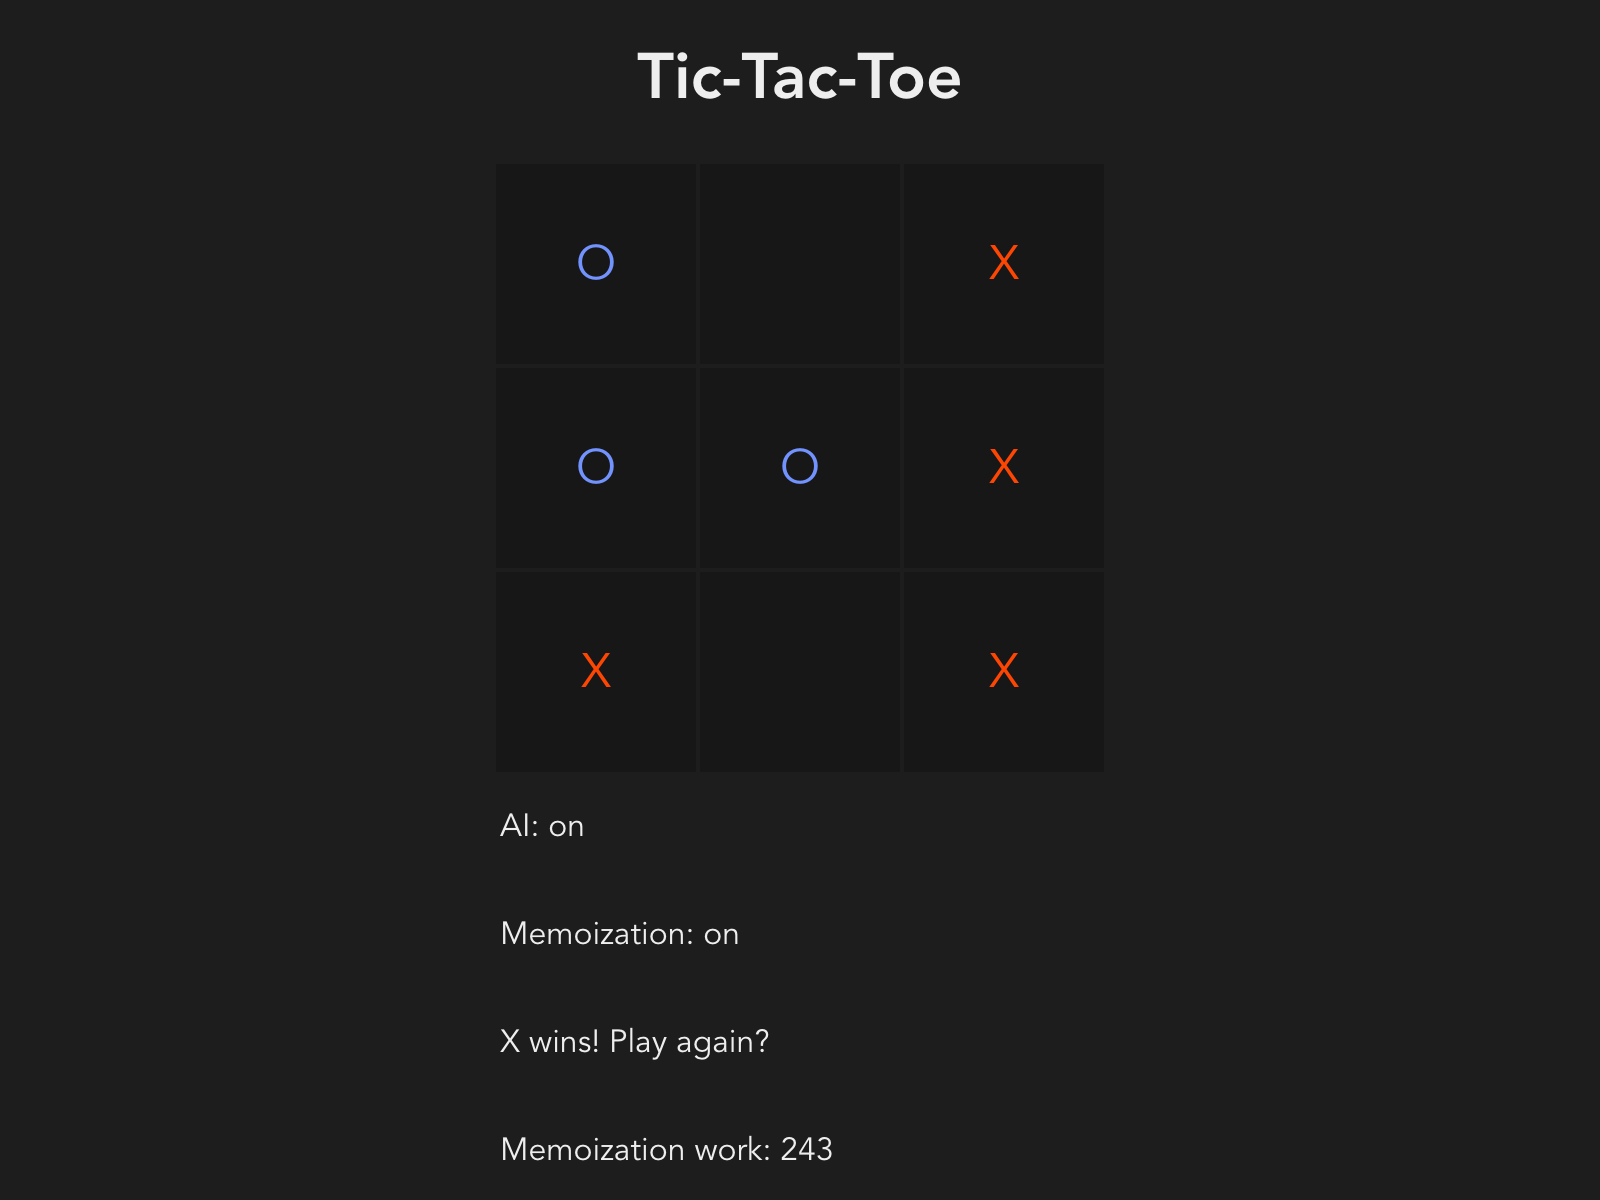 Tic-Tac-Toe
O X
O O X
X X
AI: on
Memoization: on
X wins! Play again?
Memoization work: 243